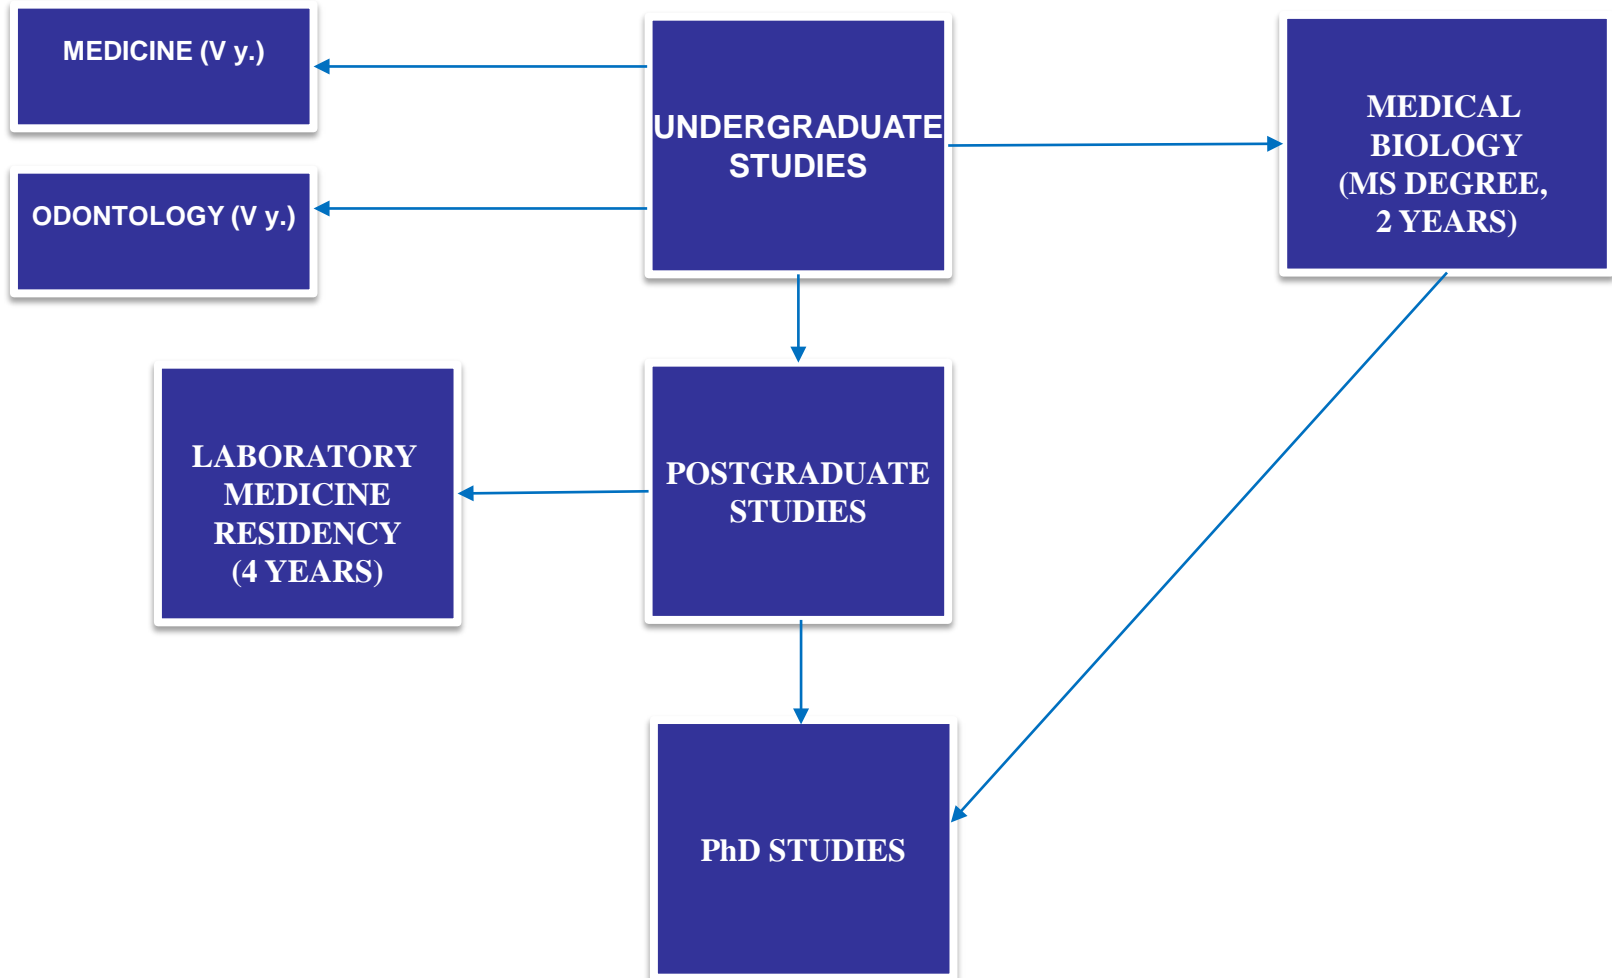 MEDICINE (V y.)
ODONTOLOGY (V y.)
UNDERGRADUATE
STUDIES
MEDICAL
BIOLOGY
(MS DEGREE,
2 YEARS)
LABORATORY
MEDICINE
RESIDENCY
(4 YEARS)
POSTGRADUATE
STUDIES
PhD STUDIES